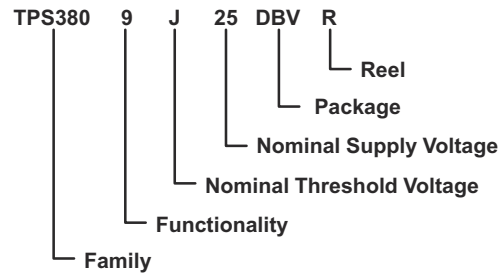 TPS380 9 J 25 DBV R
Reel
Package
Nominal Supply Voltage
Nominal Threshold Voltage
Functionality
Family